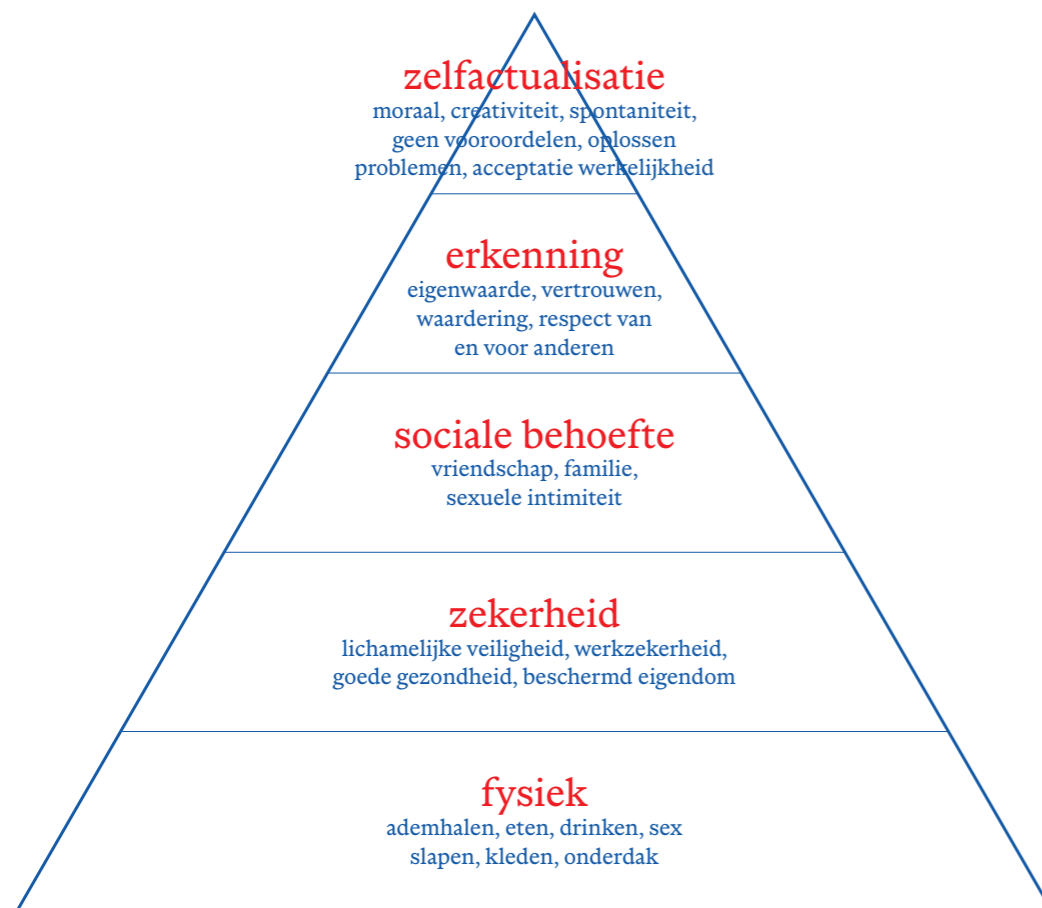 zelfactualisatie
moraal, creativiteit, spontaniteit,
geen vooroordelen, oplossen
problemen, acceptatie werkelijkheid
erkenning
eigenwaarde, vertrouwen,
waardering, respect van
en voor anderen
sociale behoefte
vriendschap, familie,
sexuele intimiteit
zekerheid
lichamelijke veiligheid, werkzekerheid,
goede gezondheid, beschermd eigendom
fysiek
ademhalen, eten, drinken, sex
slapen, kleden, onderdak